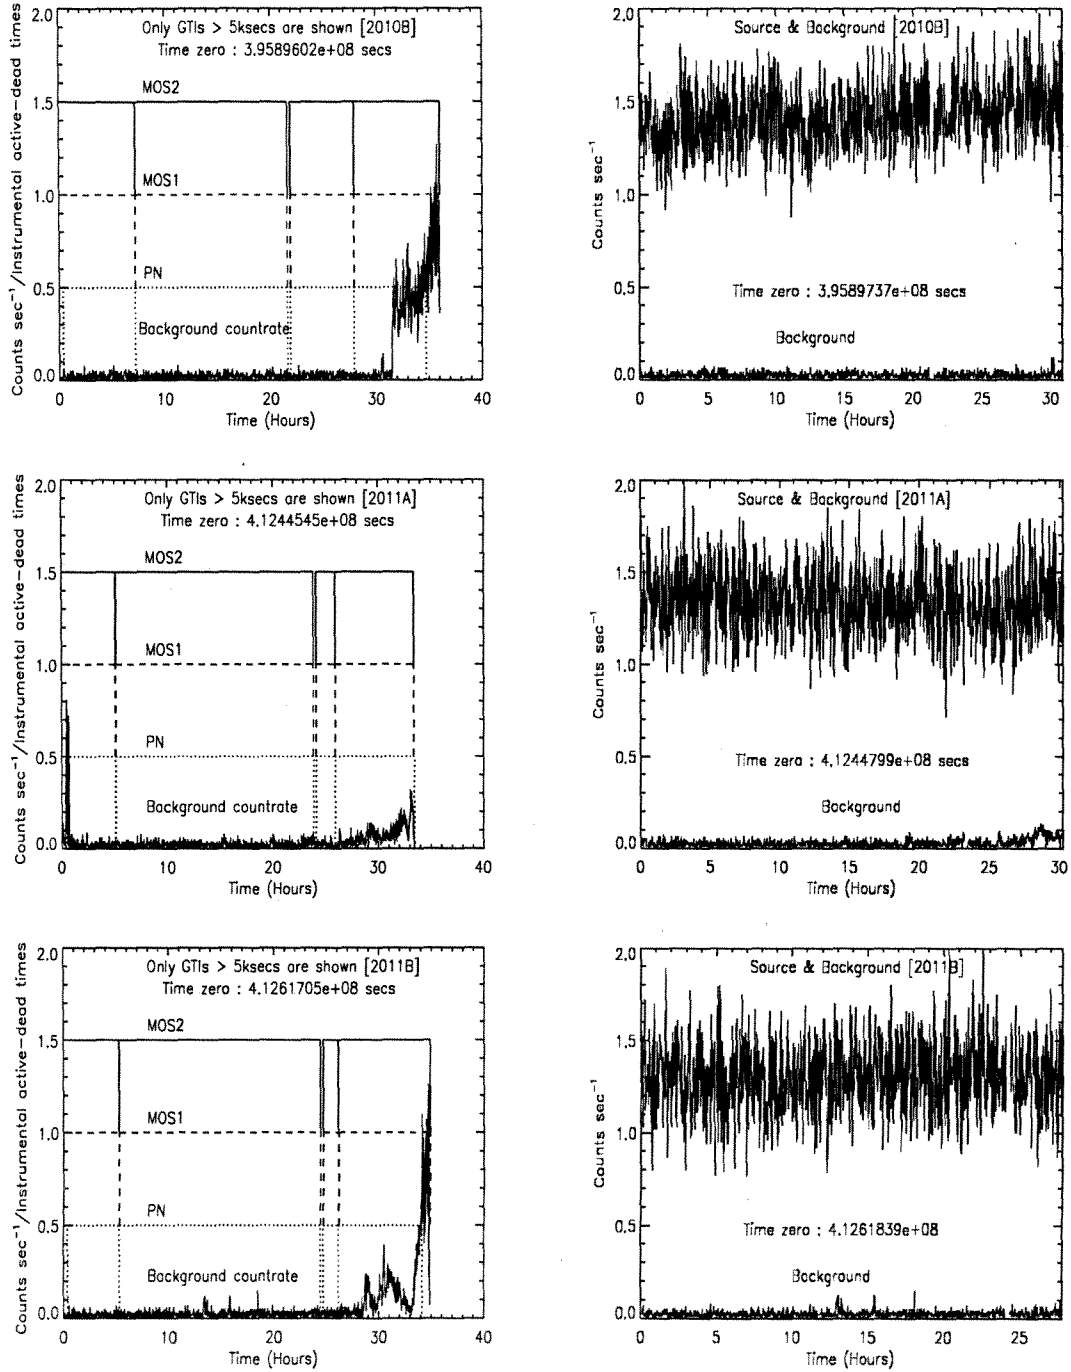 Only GTIs > 5ksecs are shown [2010B]
Time zero : 3.9589602e+08 secs
MOS2
MOS1
PN
Background countrate
Counts sec⁻¹/Instrumental active-dead times
2.0
1.5
1.0
0.5
0.0
0 10 20 30 40
Time (Hours)
Source & Background [2010B]
Time zero : 3.9589737e+08 secs
Background
Counts sec⁻¹
2.0
1.5
1.0
0.5
0.0
0 5 10 15 20 25 30
Time (Hours)
Only GTIs > 5ksecs are shown [2011A]
Time zero : 4.1244545e+08 secs
MOS2
MOS1
PN
Background countrate
Counts sec⁻¹/Instrumental active-dead times
2.0
1.5
1.0
0.5
0.0
0 10 20 30 40
Time (Hours)
Source & Background [2011A]
Time zero : 4.1244799e+08 secs
Background
Counts sec⁻¹
2.0
1.5
1.0
0.5
0.0
0 5 10 15 20 25 30
Time (Hours)
Only GTIs > 5ksecs are shown [2011B]
Time zero : 4.1261705e+08 secs
MOS2
MOS1
PN
Background countrate
Counts sec⁻¹/Instrumental active-dead times
2.0
1.5
1.0
0.5
0.0
0 10 20 30 40
Time (Hours)
Source & Background [2011B]
Time zero : 4.1261839e+08
Background
Counts sec⁻¹
2.0
1.5
1.0
0.5
0.0
0 5 10 15 20 25
Time (Hours)